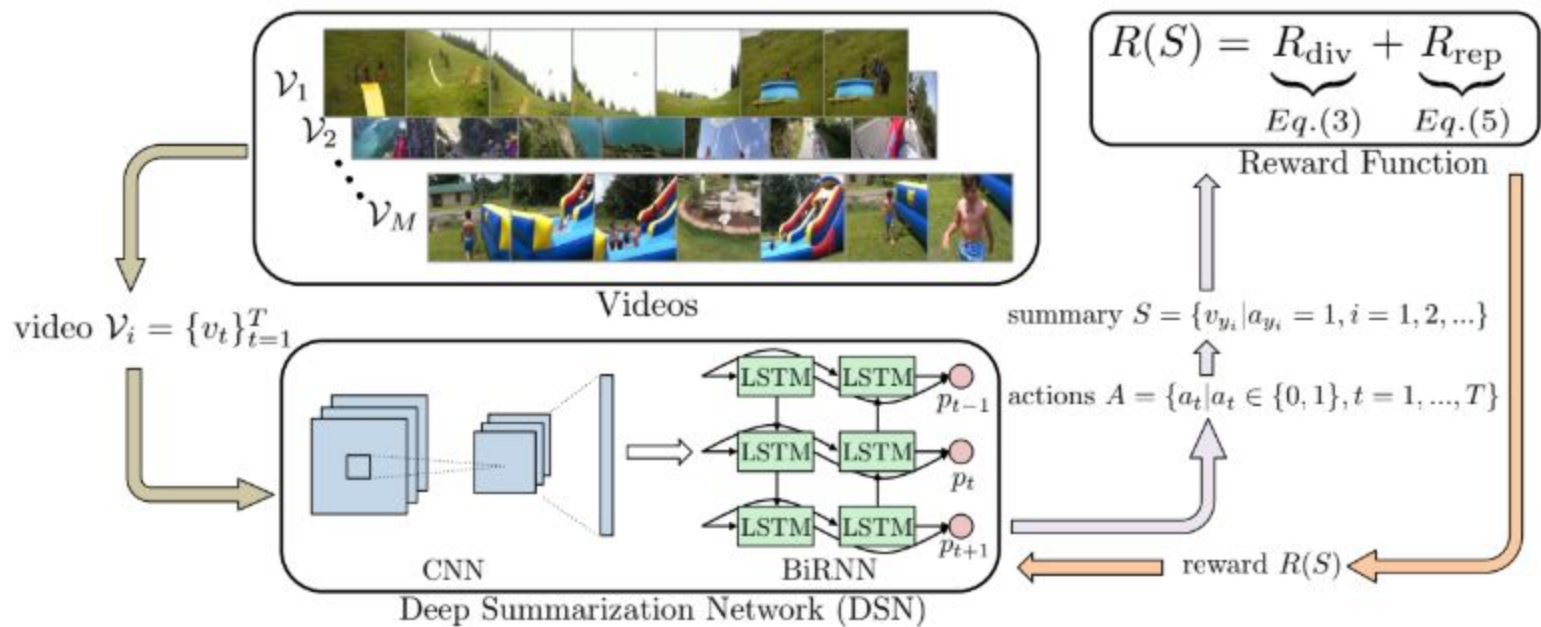 𝒱₁
𝒱₂
𝒱_M
Videos
R(S) = R_div + R_rep
Eq.(3) Eq.(5)
Reward Function
video 𝒱_i = {v_t}_{t=1}^T
summary S = {v_{y_i}|a_{y_i} = 1, i = 1, 2, ...}
actions A = {a_t|a_t ∈ {0, 1}, t = 1, ..., T}
LSTM LSTM
p_{t−1}
LSTM LSTM
p_t
LSTM LSTM
p_{t+1}
CNN
BiRNN
reward R(S)
Deep Summarization Network (DSN)